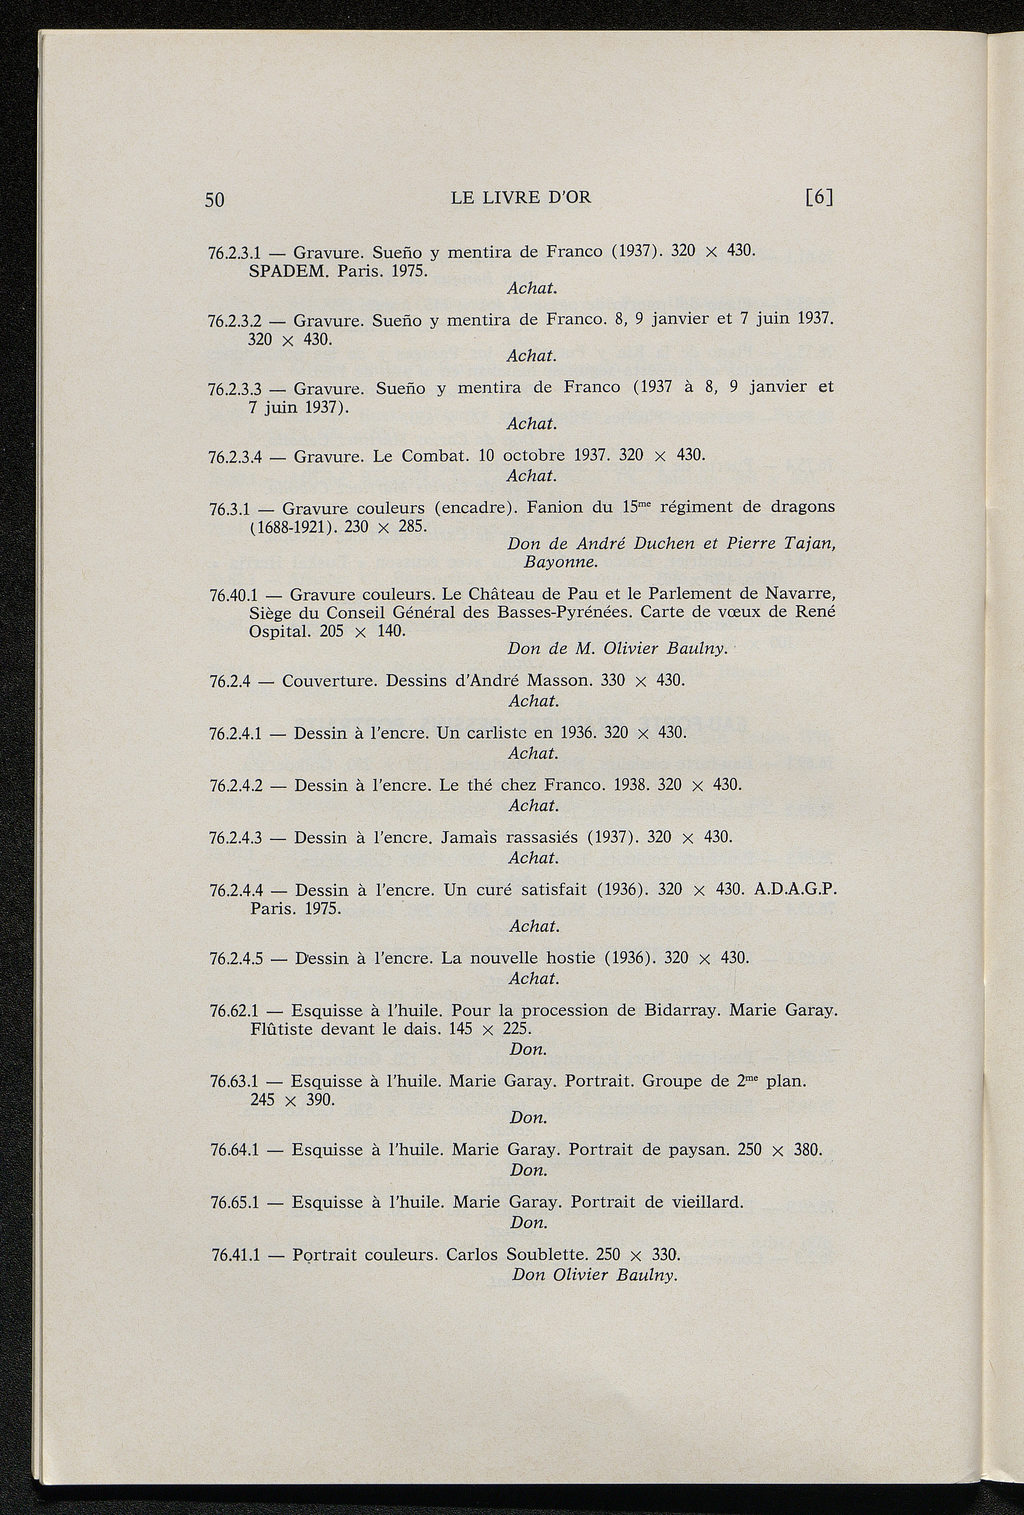 50 LE LIVRE D'OR [6]
76.2.3.1 — Gravure. Sueño y mentira de Franco (1937). 320 × 430.
SPADEM. Paris. 1975.
Achat.
76.2.3.2 — Gravure. Sueño y mentira de Franco. 8, 9 janvier et 7 juin 1937.
320 × 430.
Achat.
76.2.3.3 — Gravure. Sueño y mentira de Franco (1937 à 8, 9 janvier et
7 juin 1937).
Achat.
76.2.3.4 — Gravure. Le Combat. 10 octobre 1937. 320 × 430.
Achat.
76.3.1 — Gravure couleurs (encadre). Fanion du 15me régiment de dragons
(1688-1921). 230 × 285.
Don de André Duchen et Pierre Tajan,
Bayonne.
76.40.1 — Gravure couleurs. Le Château de Pau et le Parlement de Navarre,
Siège du Conseil Général des Basses-Pyrénées. Carte de vœux de René
Ospital. 205 × 140.
Don de M. Olivier Baulny.
76.2.4 — Couverture. Dessins d'André Masson. 330 × 430.
Achat.
76.2.4.1 — Dessin à l'encre. Un carliste en 1936. 320 × 430.
Achat.
76.2.4.2 — Dessin à l'encre. Le thé chez Franco. 1938. 320 × 430.
Achat.
76.2.4.3 — Dessin à l'encre. Jamais rassasiés (1937). 320 × 430.
Achat.
76.2.4.4 — Dessin à l'encre. Un curé satisfait (1936). 320 × 430. A.D.A.G.P.
Paris. 1975.
Achat.
76.2.4.5 — Dessin à l'encre. La nouvelle hostie (1936). 320 × 430.
Achat.
76.62.1 — Esquisse à l'huile. Pour la procession de Bidarray. Marie Garay.
Flûtiste devant le dais. 145 × 225.
Don.
76.63.1 — Esquisse à l'huile. Marie Garay. Portrait. Groupe de 2me plan.
245 × 390.
Don.
76.64.1 — Esquisse à l'huile. Marie Garay. Portrait de paysan. 250 × 380.
Don.
76.65.1 — Esquisse à l'huile. Marie Garay. Portrait de vieillard.
Don.
76.41.1 — Portrait couleurs. Carlos Soublette. 250 × 330.
Don Olivier Baulny.